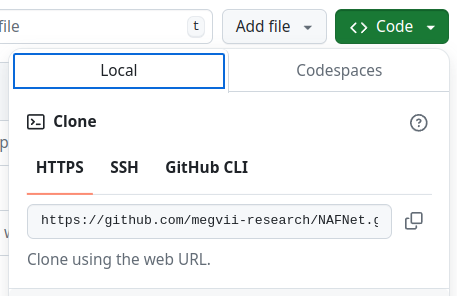 file t Add file Code
Local Codespaces
Clone
HTTPS SSH GitHub CLI
https://github.com/megvii-research/NAFNet.g
Clone using the web URL.